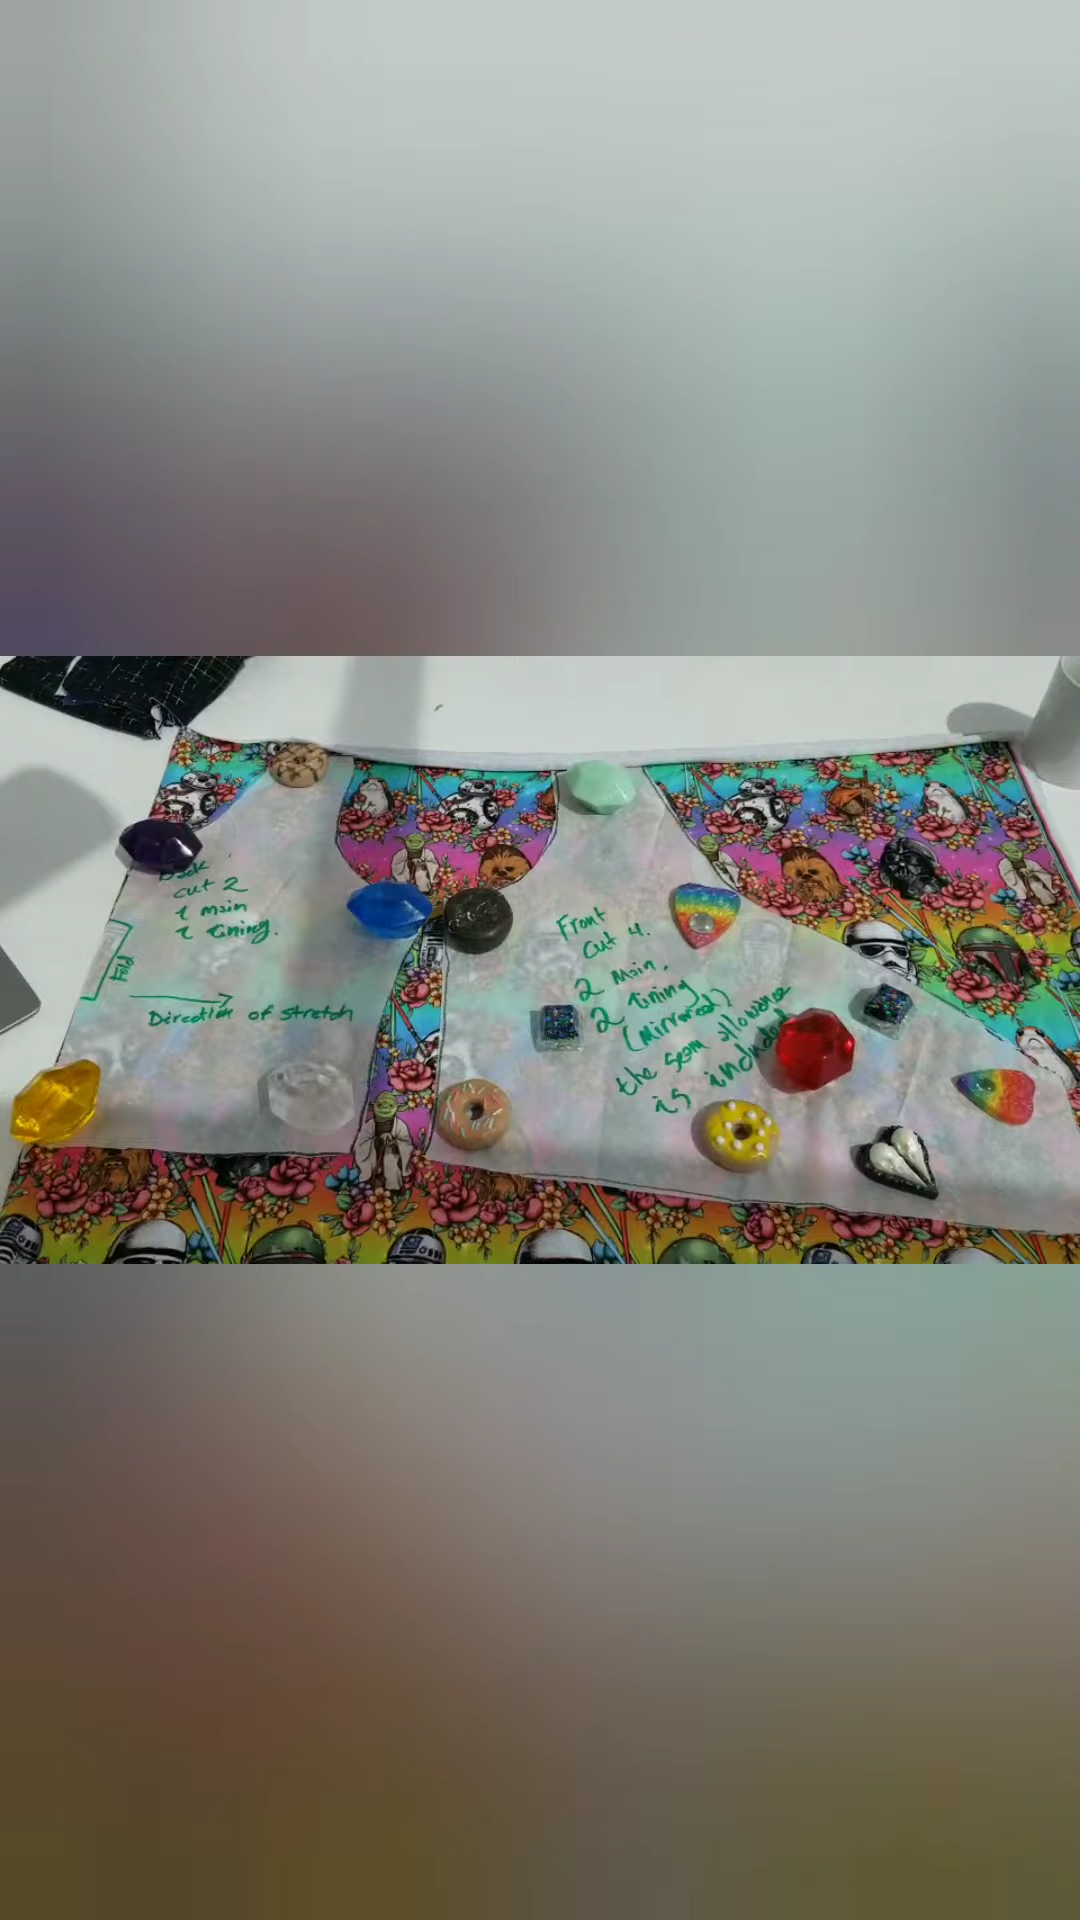 Back
cut 2
1 main
1 Lining.
Fold
Direction of stretch
Front
Cut 4.
2 Main,
2 Lining
(Mirrored)
the seam allowance
is included